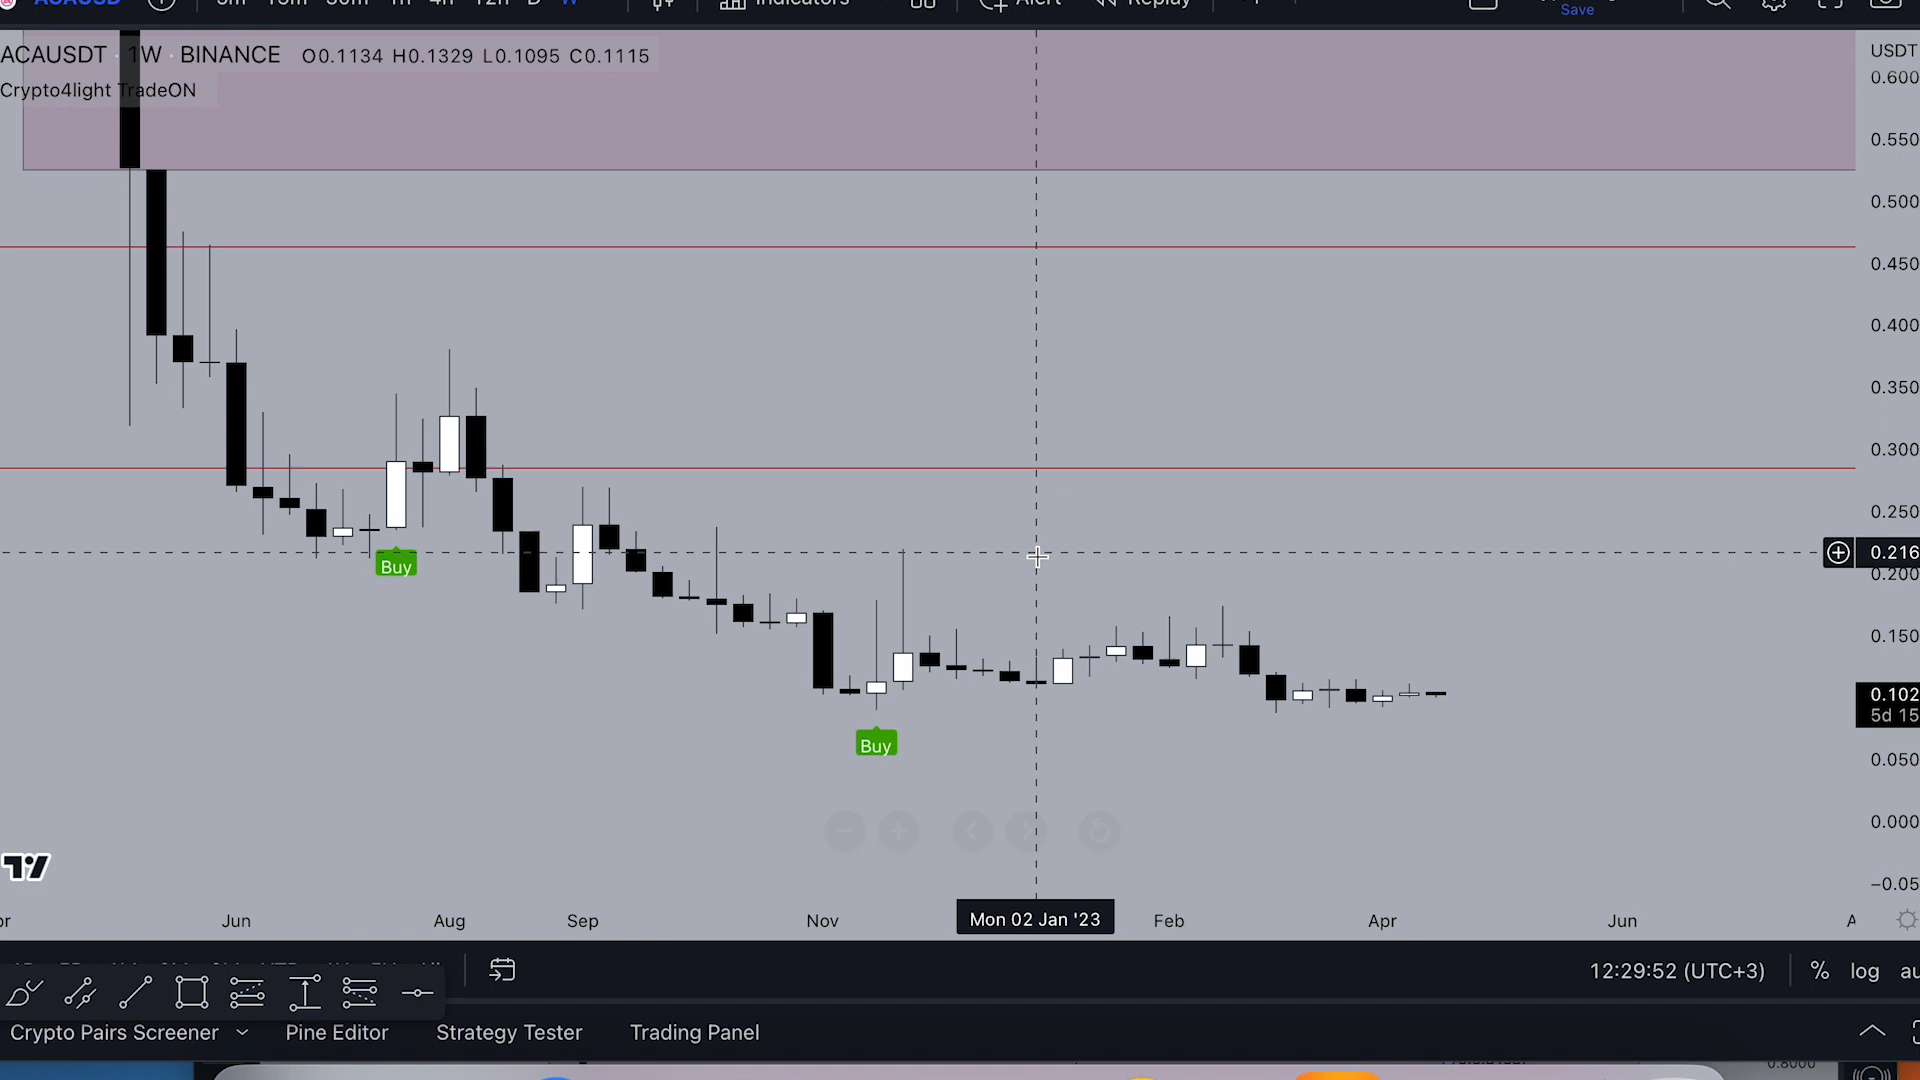 Indicators
Alert
Replay
Save
ACAUSDT · 1W · BINANCE O0.1134 H0.1329 L0.1095 C0.1115
Crypto4light TradeON
USDT
0.600
0.550
0.500
0.450
0.400
0.350
0.300
0.250
0.216
0.200
0.150
0.102
5d 15
0.050
0.000
−0.05
Buy
Buy
Jun
Aug
Sep
Nov
Mon 02 Jan '23
Feb
Apr
Jun
A
12:29:52 (UTC+3)
%
log
au
Crypto Pairs Screener
Pine Editor
Strategy Tester
Trading Panel